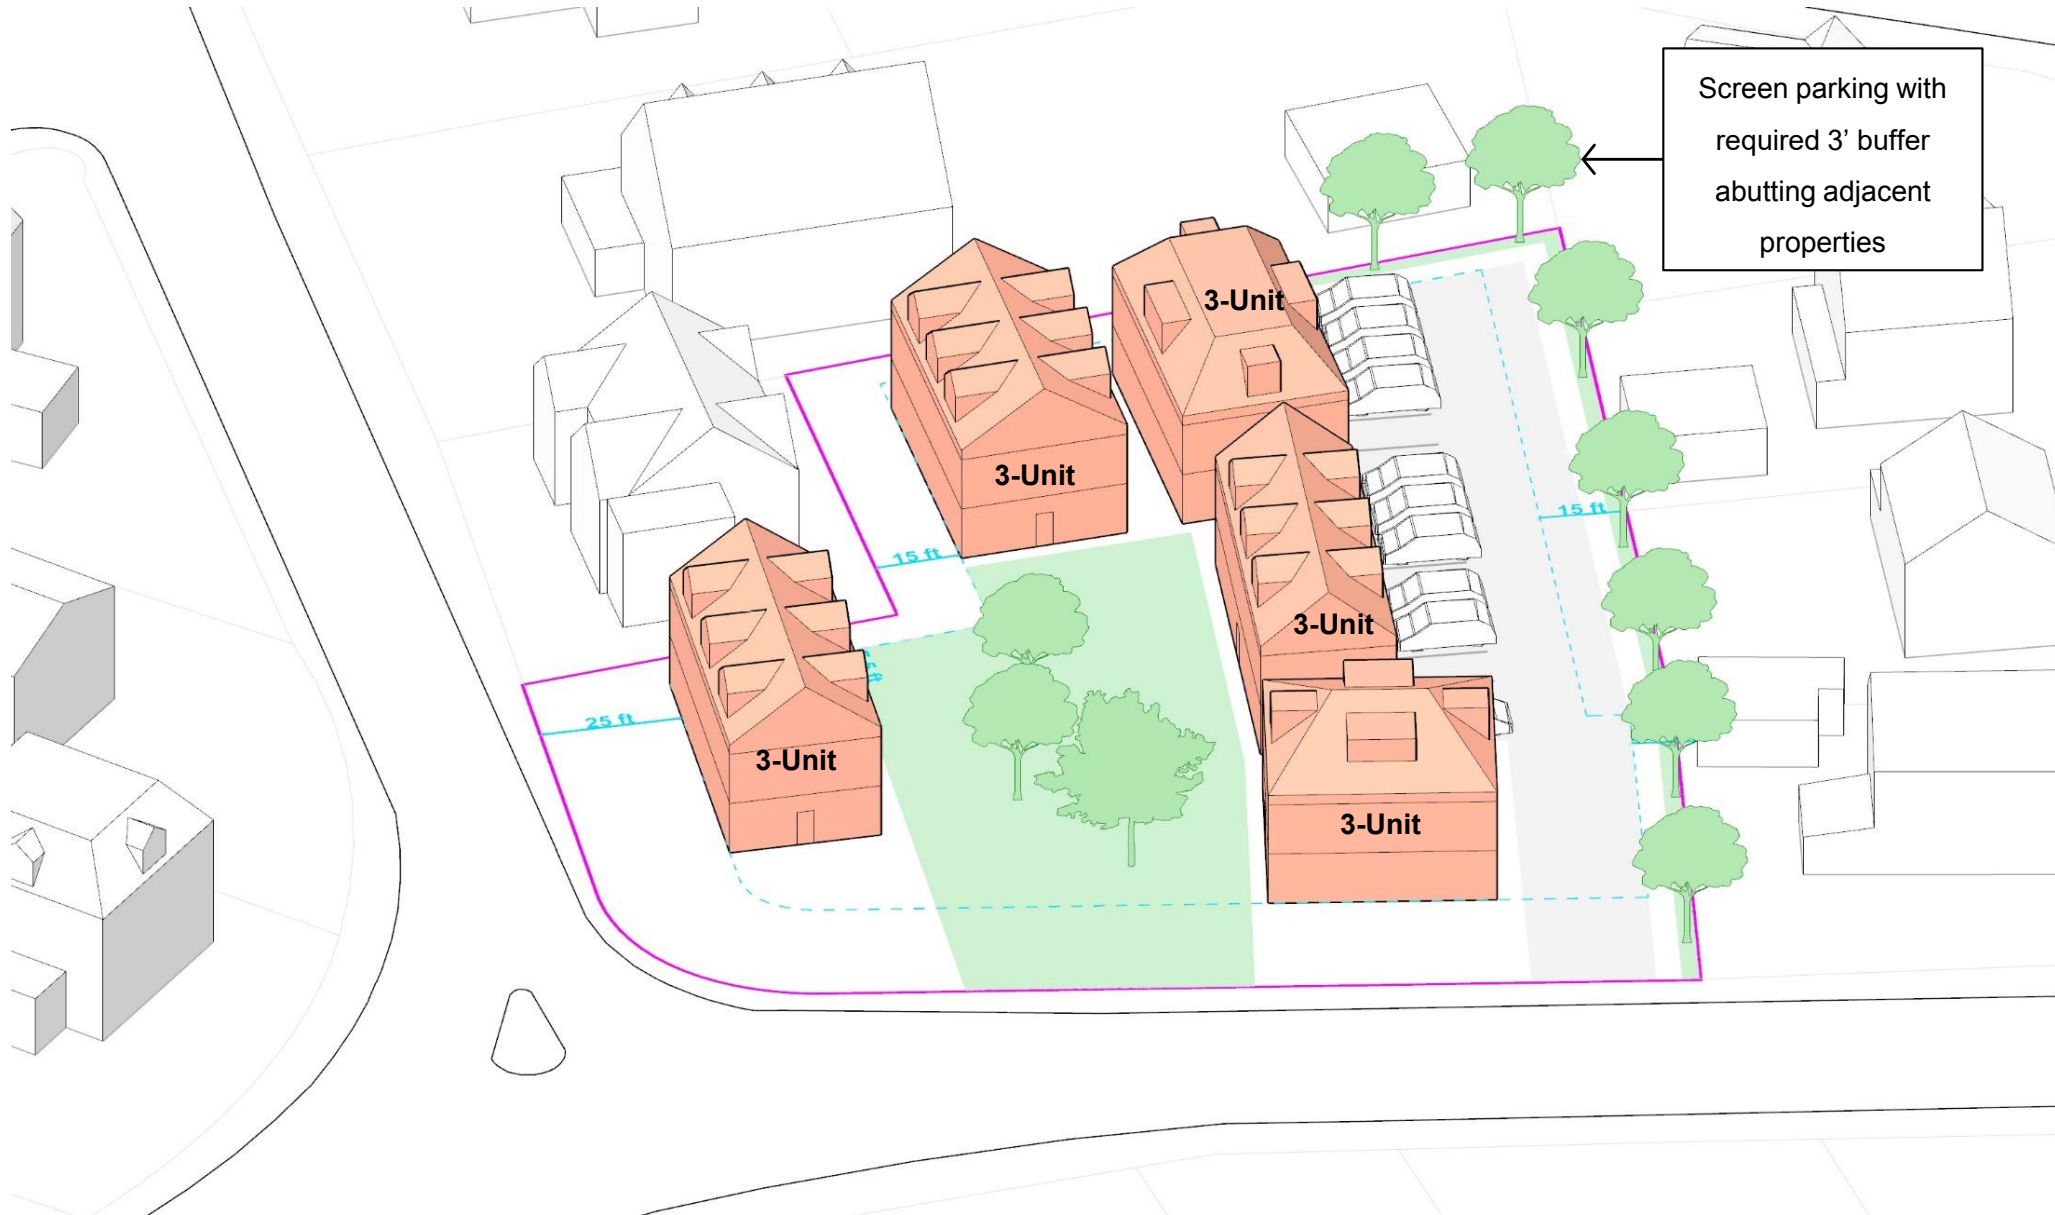 Screen parking with
required 3’ buffer
abutting adjacent
properties
3-Unit
3-Unit
15 ft
15 ft
3-Unit
25 ft
3-Unit
3-Unit